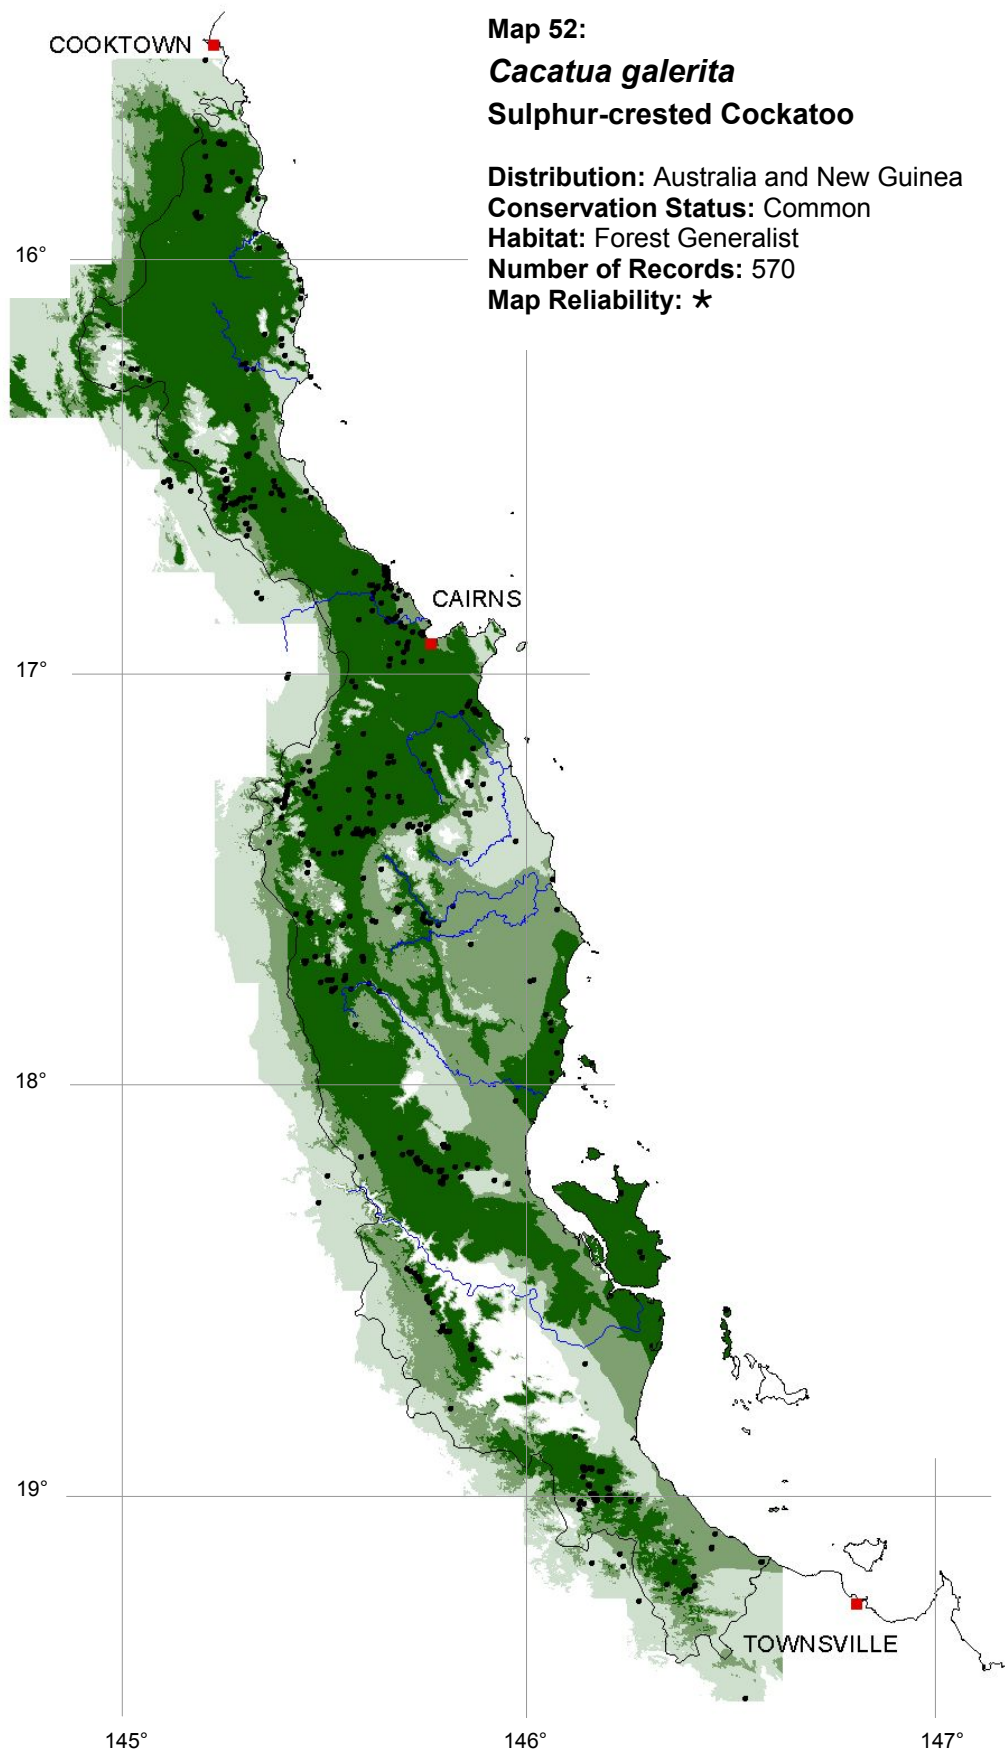 Map 52:
Cacatua galerita
Sulphur-crested Cockatoo
Distribution: Australia and New Guinea
Conservation Status: Common
Habitat: Forest Generalist
Number of Records: 570
Map Reliability: *
COOKTOWN
16°
CAIRNS
17°
18°
19°
TOWNSVILLE
145° 146° 147°